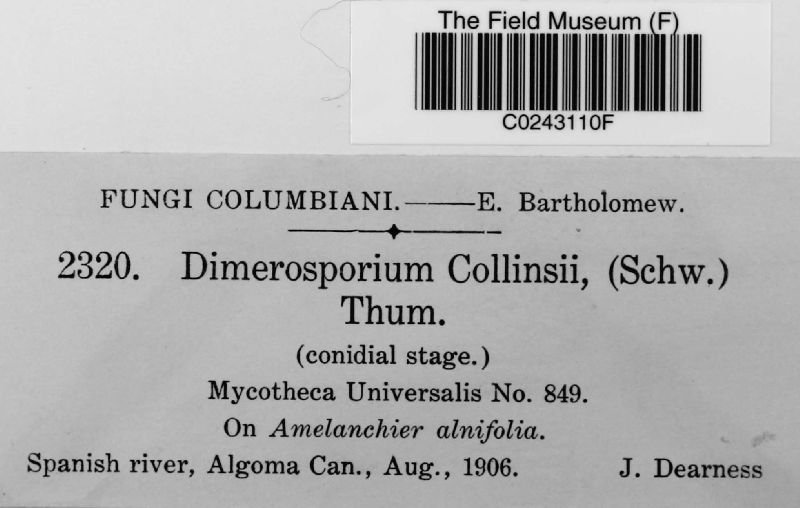 The Field Museum (F)
C0243110F
FUNGI COLUMBIANI.——E. Bartholomew.
2320. Dimerosporium Collinsii, (Schw.)
Thum.
(conidial stage.)
Mycotheca Universalis No. 849.
On Amelanchier alnifolia.
Spanish river, Algoma Can., Aug., 1906. J. Dearness